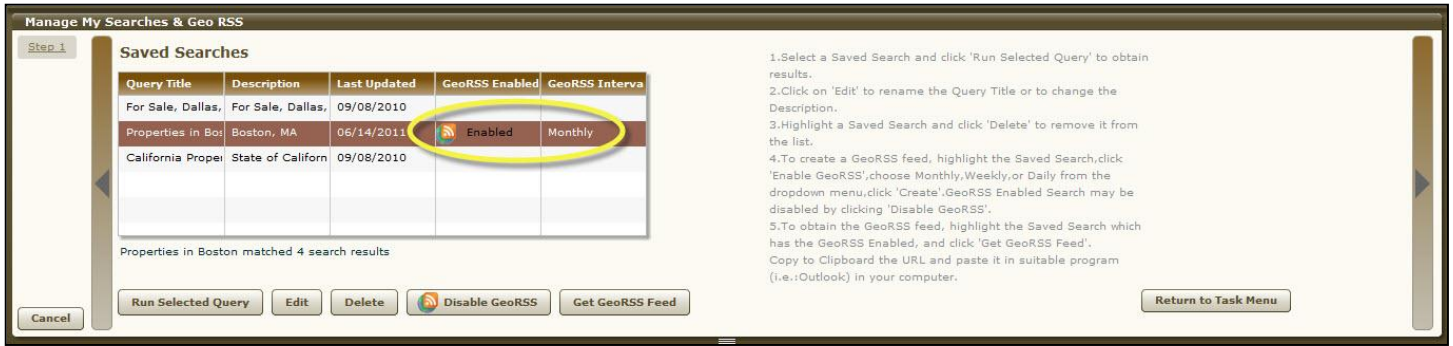 Manage My Searches & Geo RSS
Step 1
Saved Searches
Query Title Description Last Updated GeoRSS Enabled GeoRSS Interva
For Sale, Dallas, For Sale, Dallas, 09/08/2010
Properties in Bos Boston, MA 06/14/2011 Enabled Monthly
California Proper State of Californ 09/08/2010
Properties in Boston matched 4 search results
Run Selected Query Edit Delete Disable GeoRSS Get GeoRSS Feed
Cancel
1.Select a Saved Search and click 'Run Selected Query' to obtain
results.
2.Click on 'Edit' to rename the Query Title or to change the
Description.
3.Highlight a Saved Search and click 'Delete' to remove it from
the list.
4.To create a GeoRSS feed, highlight the Saved Search,click
'Enable GeoRSS',choose Monthly,Weekly,or Daily from the
dropdown menu,click 'Create'.GeoRSS Enabled Search may be
disabled by clicking 'Disable GeoRSS'.
5.To obtain the GeoRSS feed, highlight the Saved Search which
has the GeoRSS Enabled, and click 'Get GeoRSS Feed'.
Copy to Clipboard the URL and paste it in suitable program
(i.e.:Outlook) in your computer.
Return to Task Menu